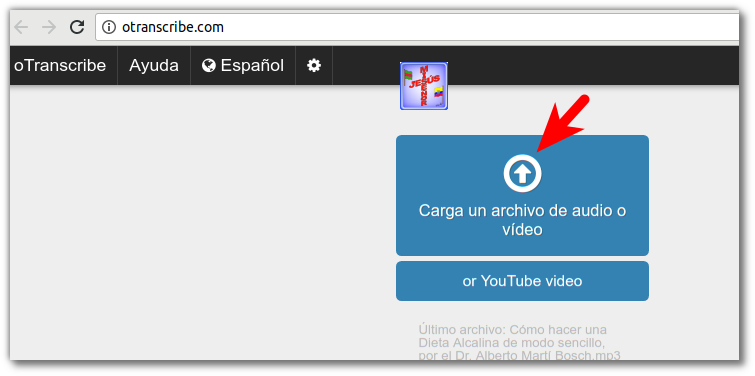 otranscribe.com
oTranscribe
Ayuda
Español
MI
JESÚS
Carga un archivo de audio o
vídeo
or YouTube video
Último archivo: Cómo hacer una
Dieta Alcalina de modo sencillo,
por el Dr. Alberto Martí Bosch.mp3